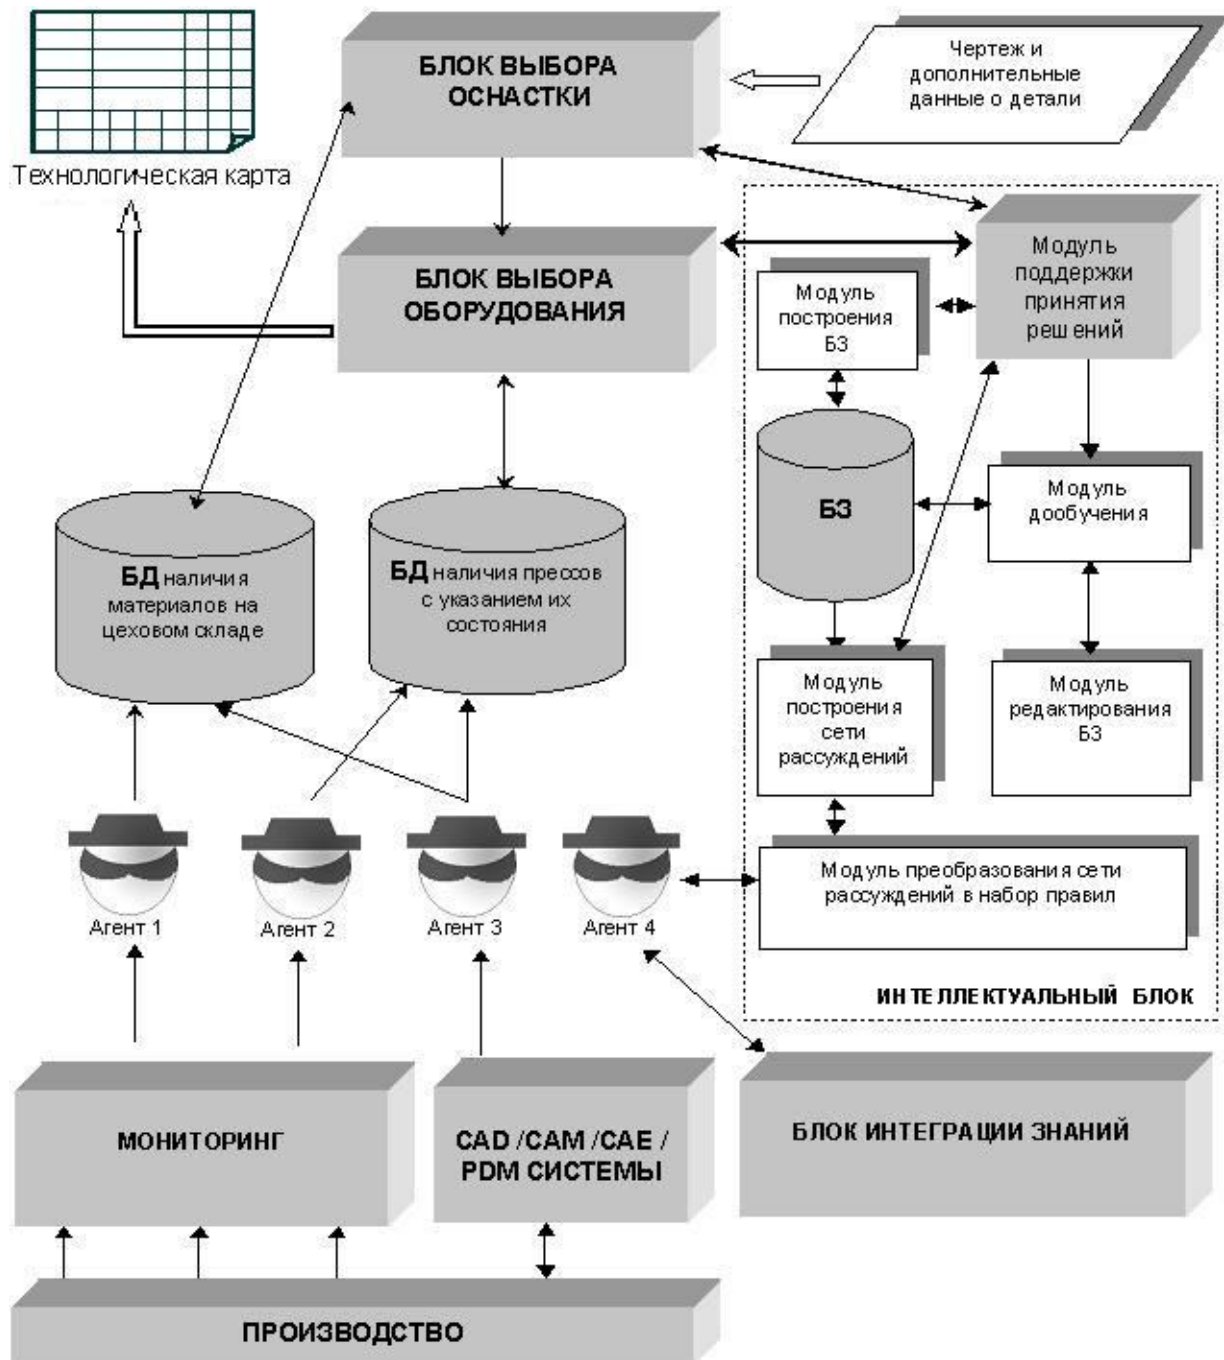 БЛОК ВЫБОРА
ОСНАСТКИ
Чертеж и
дополнительные
данные о детали
Технологическая карта
БЛОК ВЫБОРА
ОБОРУДОВАНИЯ
Модуль
поддержки
принятия
решений
Модуль
построения
БЗ
БЗ
Модуль
дообучения
БД наличия
материалов на
цеховом складе
БД наличия прессов
с указанием их
состояния
Модуль
построения
сети
рассуждений
Модуль
редактирования
БЗ
Модуль преобразования сети
рассуждений в набор правил
Агент 1
Агент 2
Агент 3
Агент 4
ИНТЕЛЛЕКТУАЛЬНЫЙ БЛОК
МОНИТОРИНГ
CAD /CAM /CAE /
PDM СИСТЕМЫ
БЛОК ИНТЕГРАЦИИ ЗНАНИЙ
ПРОИЗВОДСТВО